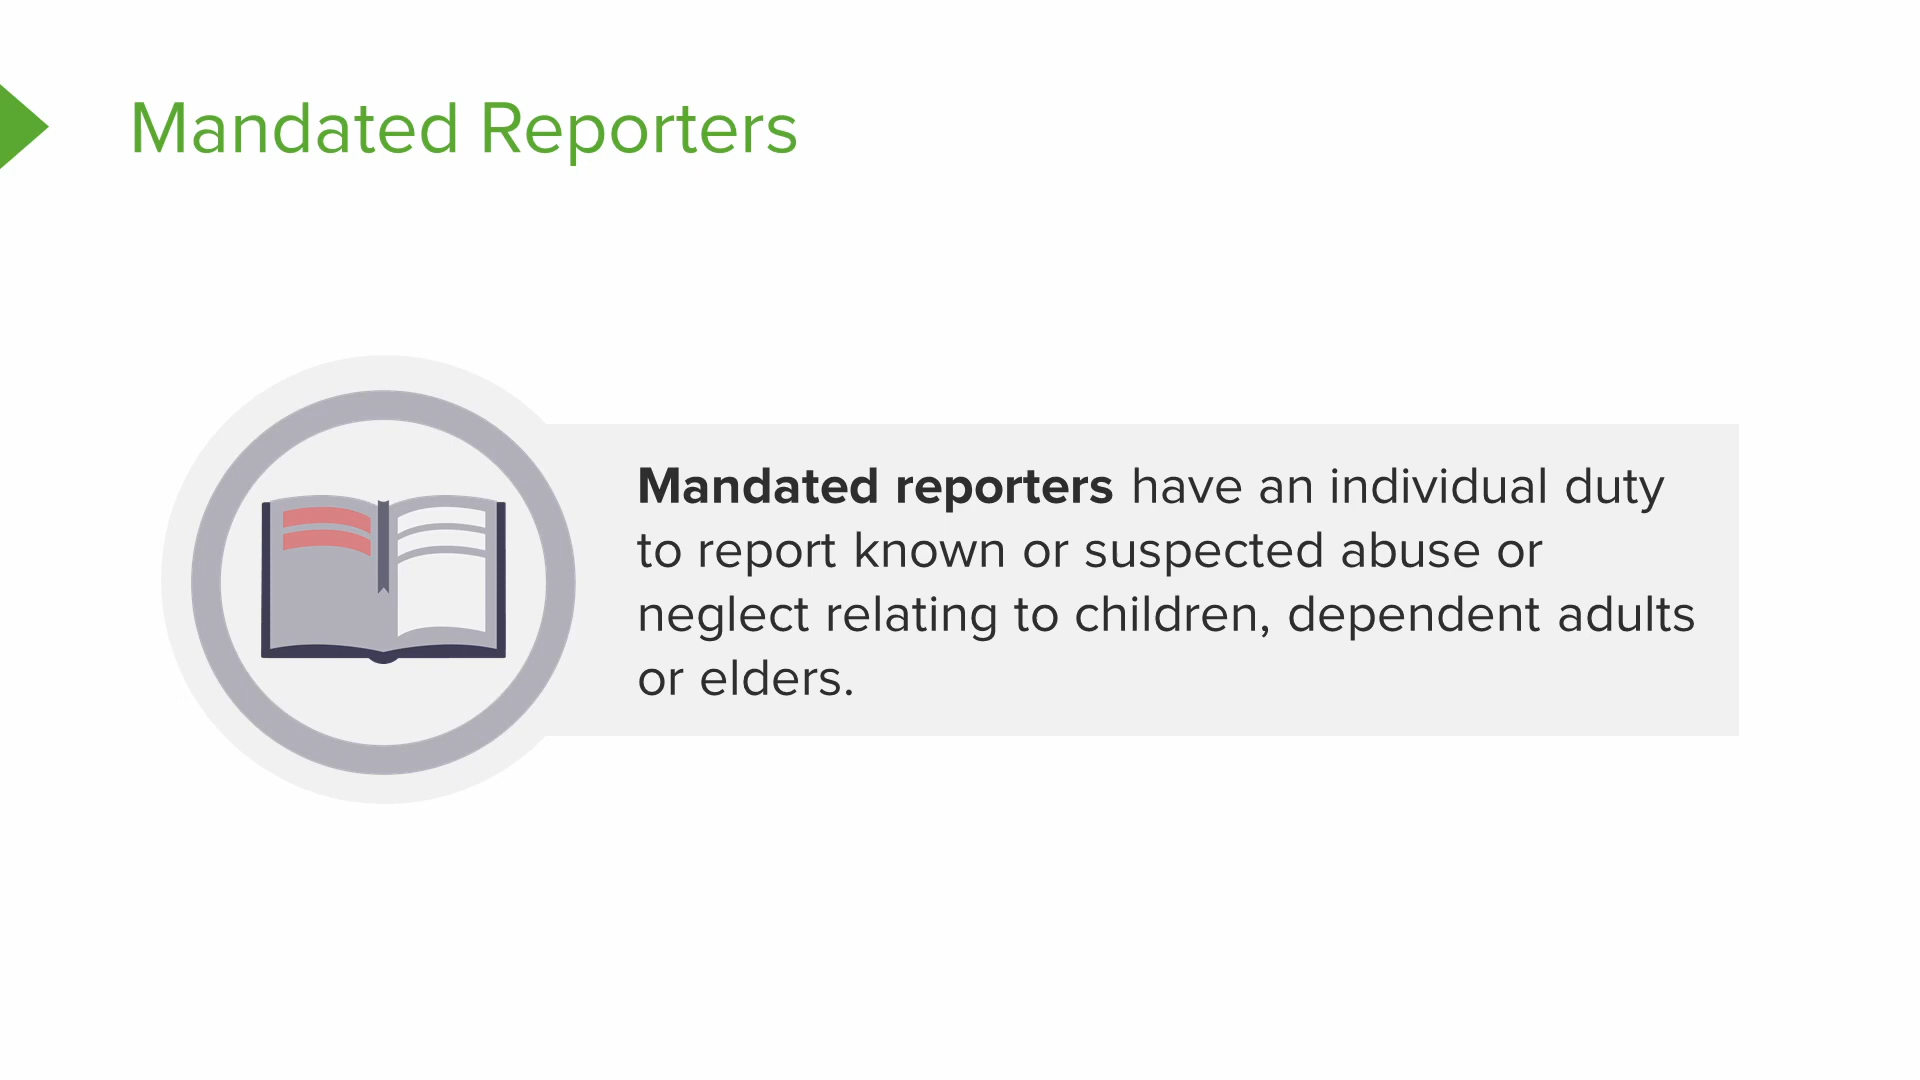 Mandated Reporters
Mandated reporters have an individual duty
to report known or suspected abuse or
neglect relating to children, dependent adults
or elders.